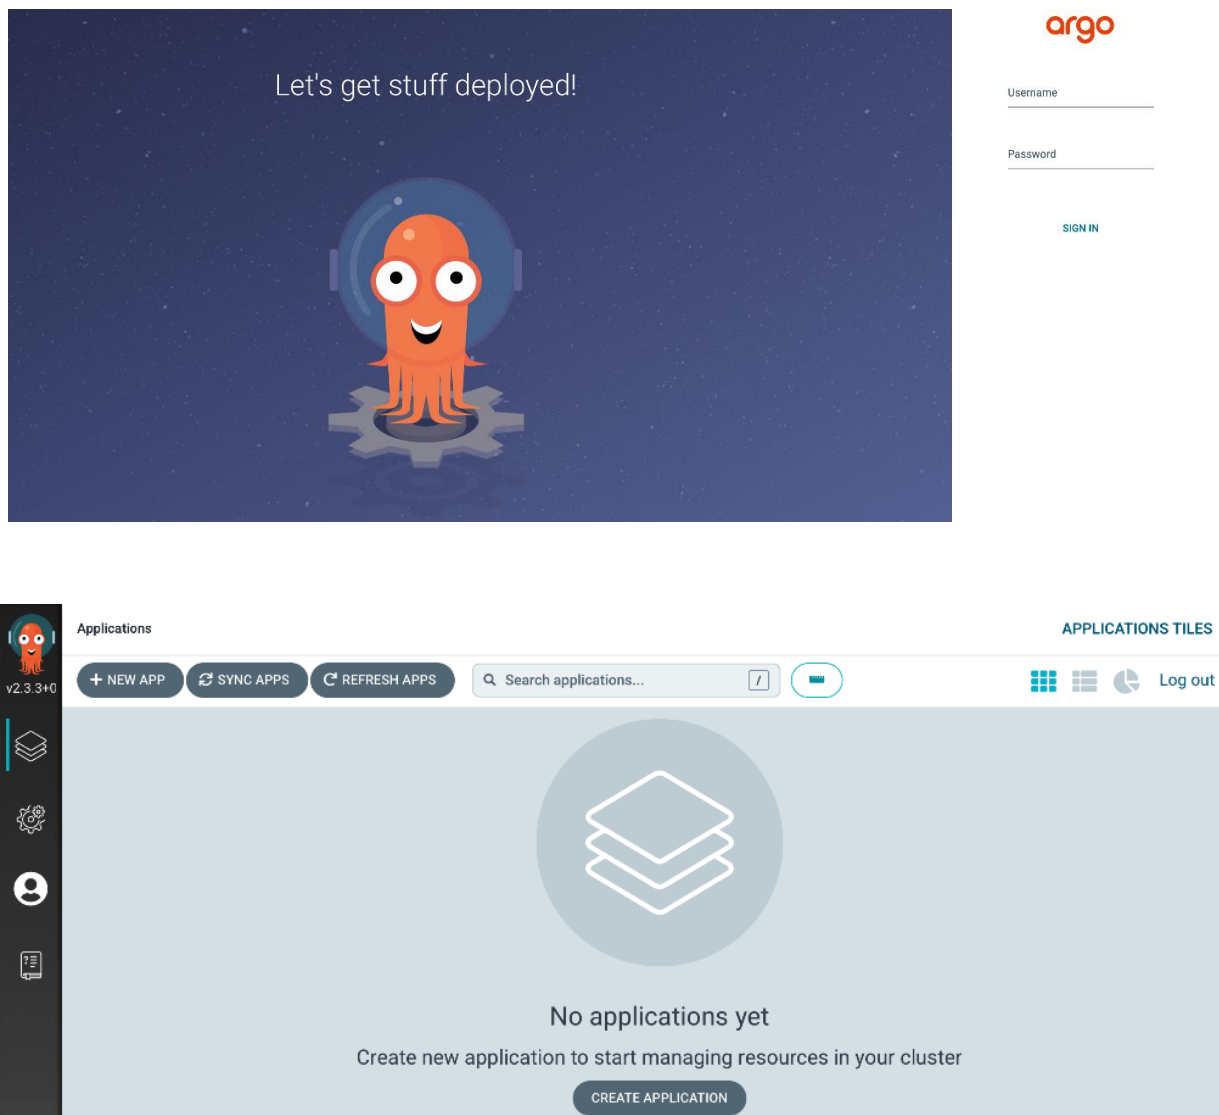 Let's get stuff deployed!
argo
Username
Password
SIGN IN
v2.3.3+0
Applications
APPLICATIONS TILES
+ NEW APP
SYNC APPS
REFRESH APPS
Search applications...
/
Log out
No applications yet
Create new application to start managing resources in your cluster
CREATE APPLICATION